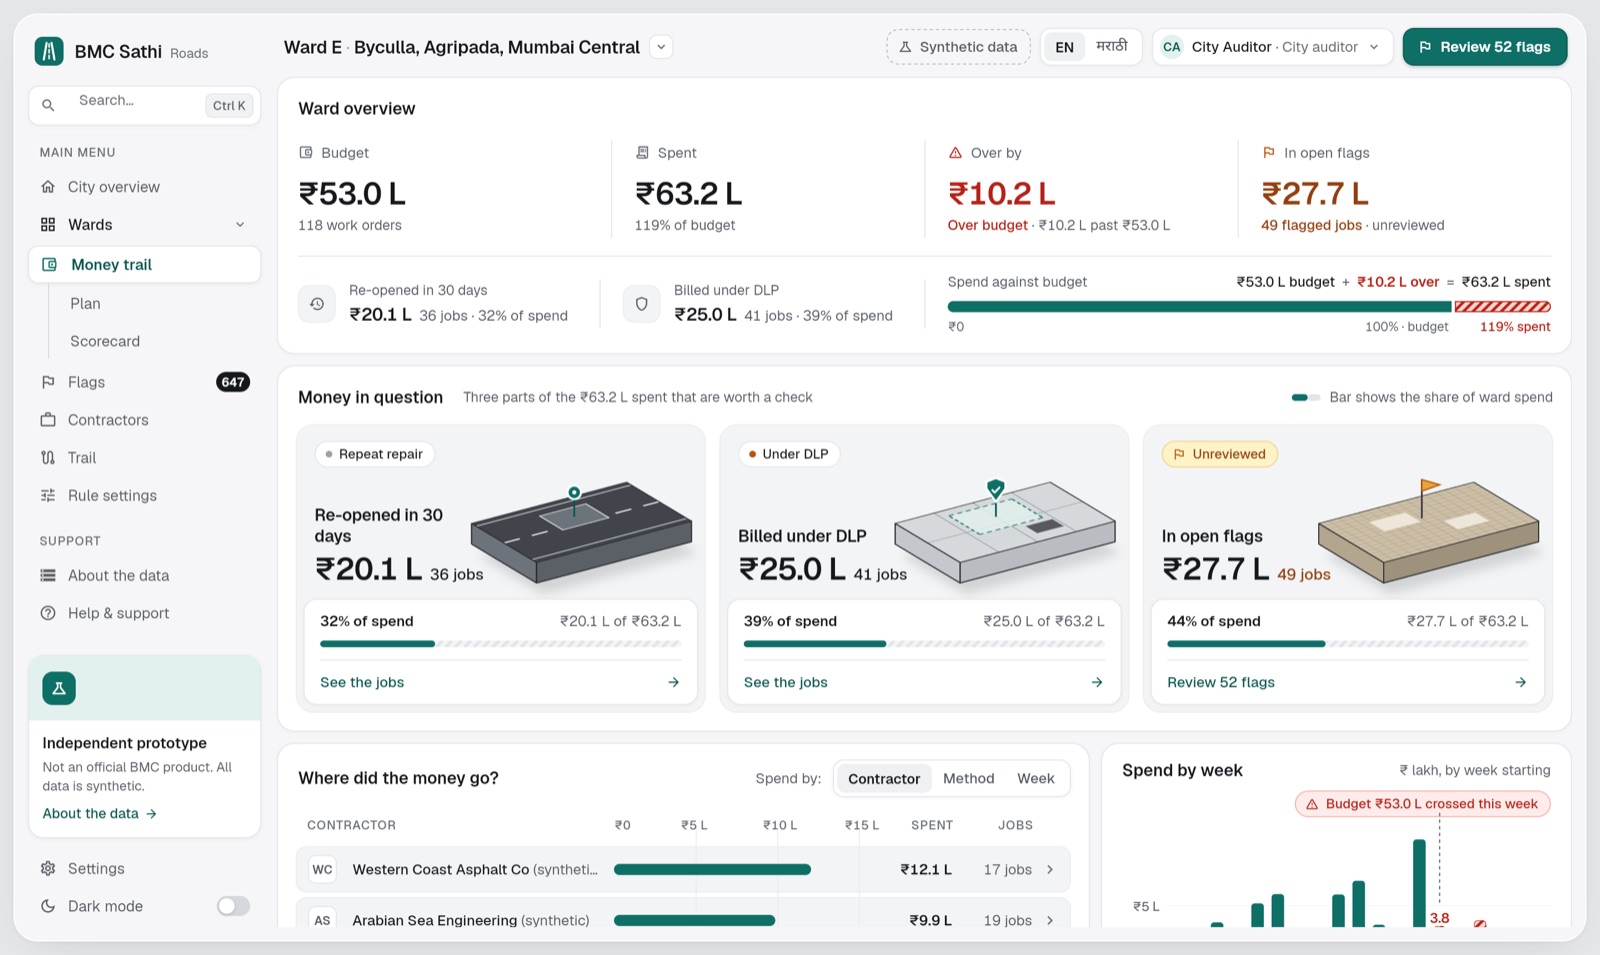 BMC Sathi Roads
Search... Ctrl K
MAIN MENU
City overview
Wards
Money trail
Plan
Scorecard
Flags 647
Contractors
Trail
Rule settings
SUPPORT
About the data
Help & support
Independent prototype
Not an official BMC product. All
data is synthetic.
About the data →
Settings
Dark mode
Ward E · Byculla, Agripada, Mumbai Central
Synthetic data
EN मराठी
CA City Auditor · City auditor
Review 52 flags
Ward overview
Budget
₹53.0 L
118 work orders
Spent
₹63.2 L
119% of budget
Over by
₹10.2 L
Over budget · ₹10.2 L past ₹53.0 L
In open flags
₹27.7 L
49 flagged jobs · unreviewed
Re-opened in 30 days
₹20.1 L 36 jobs · 32% of spend
Billed under DLP
₹25.0 L 41 jobs · 39% of spend
Spend against budget ₹53.0 L budget + ₹10.2 L over = ₹63.2 L spent
₹0 100% · budget 119% spent
Money in question Three parts of the ₹63.2 L spent that are worth a check Bar shows the share of ward spend
Repeat repair
Re-opened in 30
days
₹20.1 L 36 jobs
32% of spend ₹20.1 L of ₹63.2 L
See the jobs →
Under DLP
Billed under DLP
₹25.0 L 41 jobs
39% of spend ₹25.0 L of ₹63.2 L
See the jobs →
Unreviewed
In open flags
₹27.7 L 49 jobs
44% of spend ₹27.7 L of ₹63.2 L
Review 52 flags →
Where did the money go? Spend by: Contractor Method Week
CONTRACTOR ₹0 ₹5 L ₹10 L ₹15 L SPENT JOBS
WC Western Coast Asphalt Co (syntheti... ₹12.1 L 17 jobs
AS Arabian Sea Engineering (synthetic) ₹9.9 L 19 jobs
Spend by week ₹ lakh, by week starting
Budget ₹53.0 L crossed this week
₹5 L
3.8